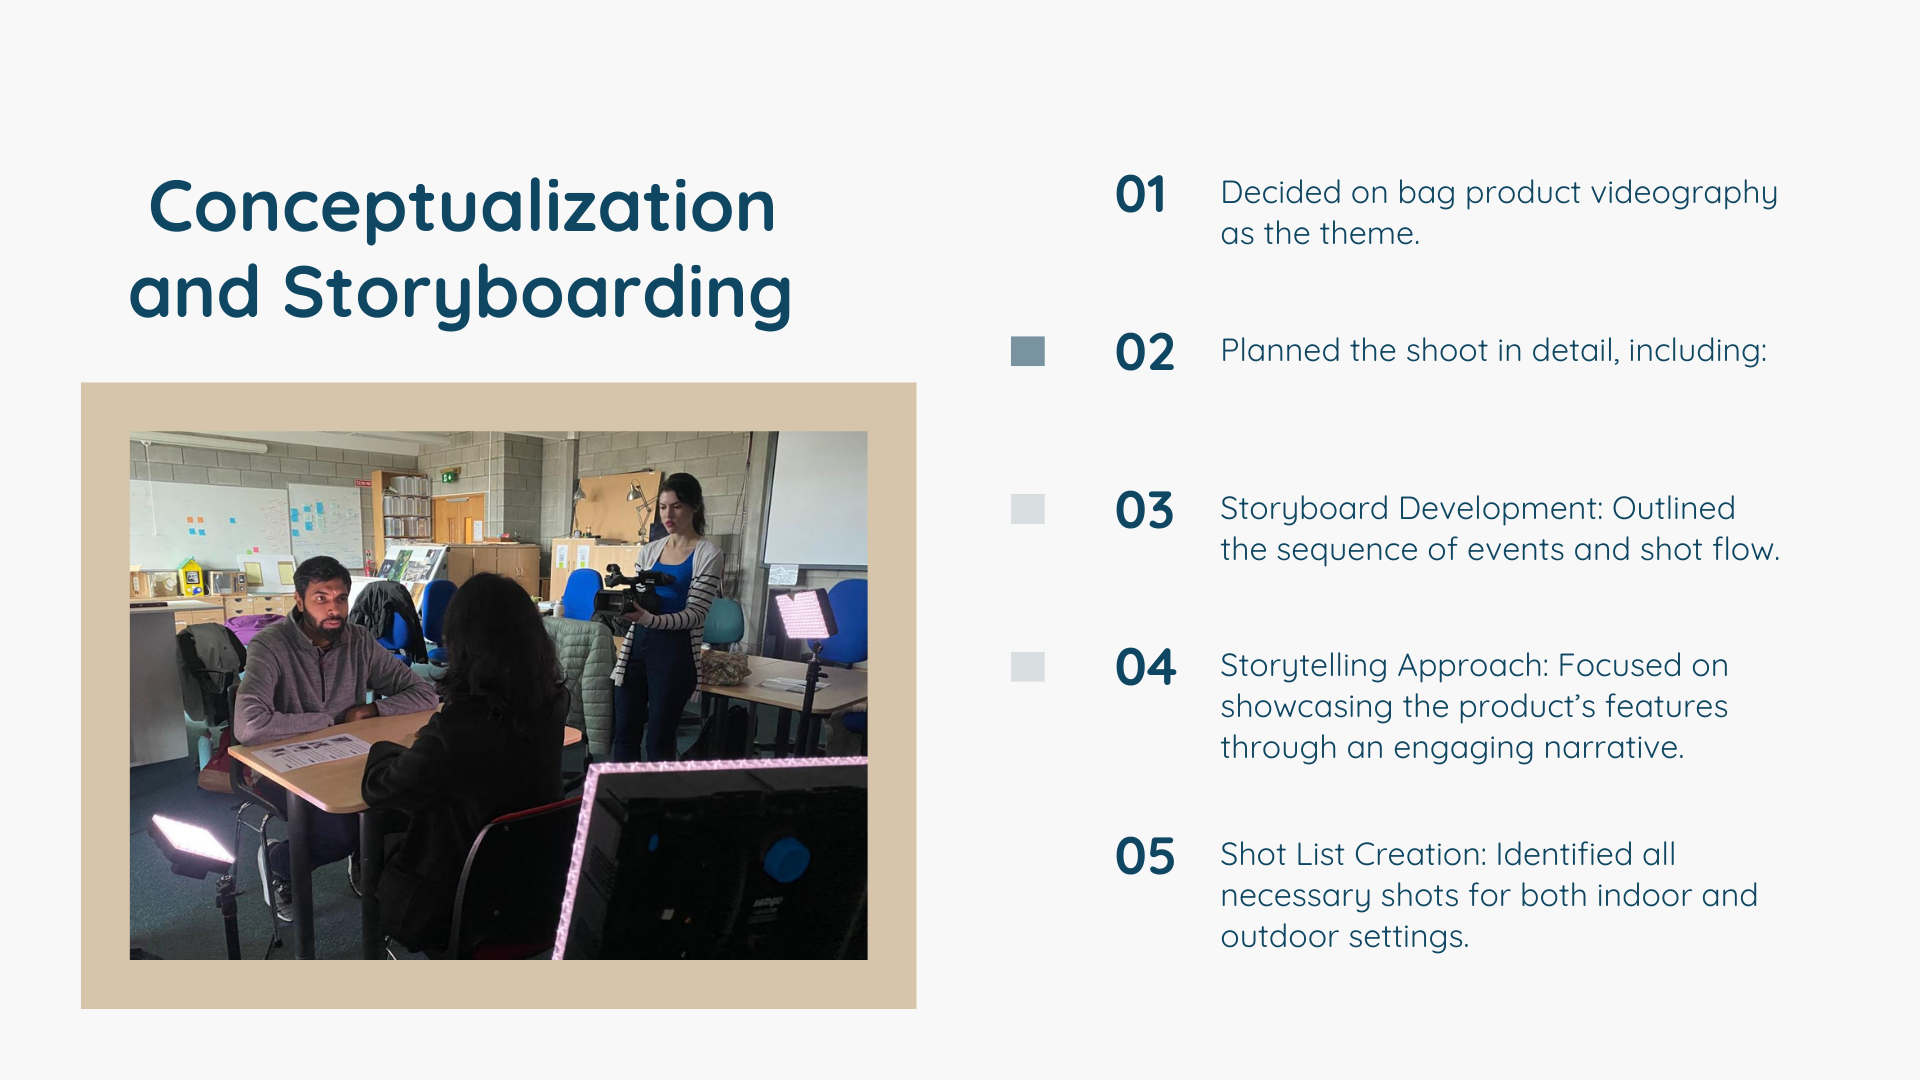 Conceptualization
and Storyboarding
01
Decided on bag product videography
as the theme.
02
Planned the shoot in detail, including:
03
Storyboard Development: Outlined
the sequence of events and shot flow.
04
Storytelling Approach: Focused on
showcasing the product’s features
through an engaging narrative.
05
Shot List Creation: Identified all
necessary shots for both indoor and
outdoor settings.